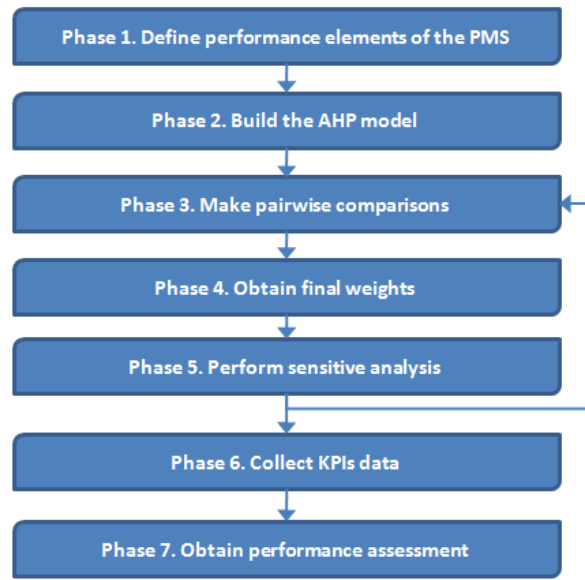 Phase 1. Define performance elements of the PMS
Phase 2. Build the AHP model
Phase 3. Make pairwise comparisons
Phase 4. Obtain final weights
Phase 5. Perform sensitive analysis
Phase 6. Collect KPIs data
Phase 7. Obtain performance assessment